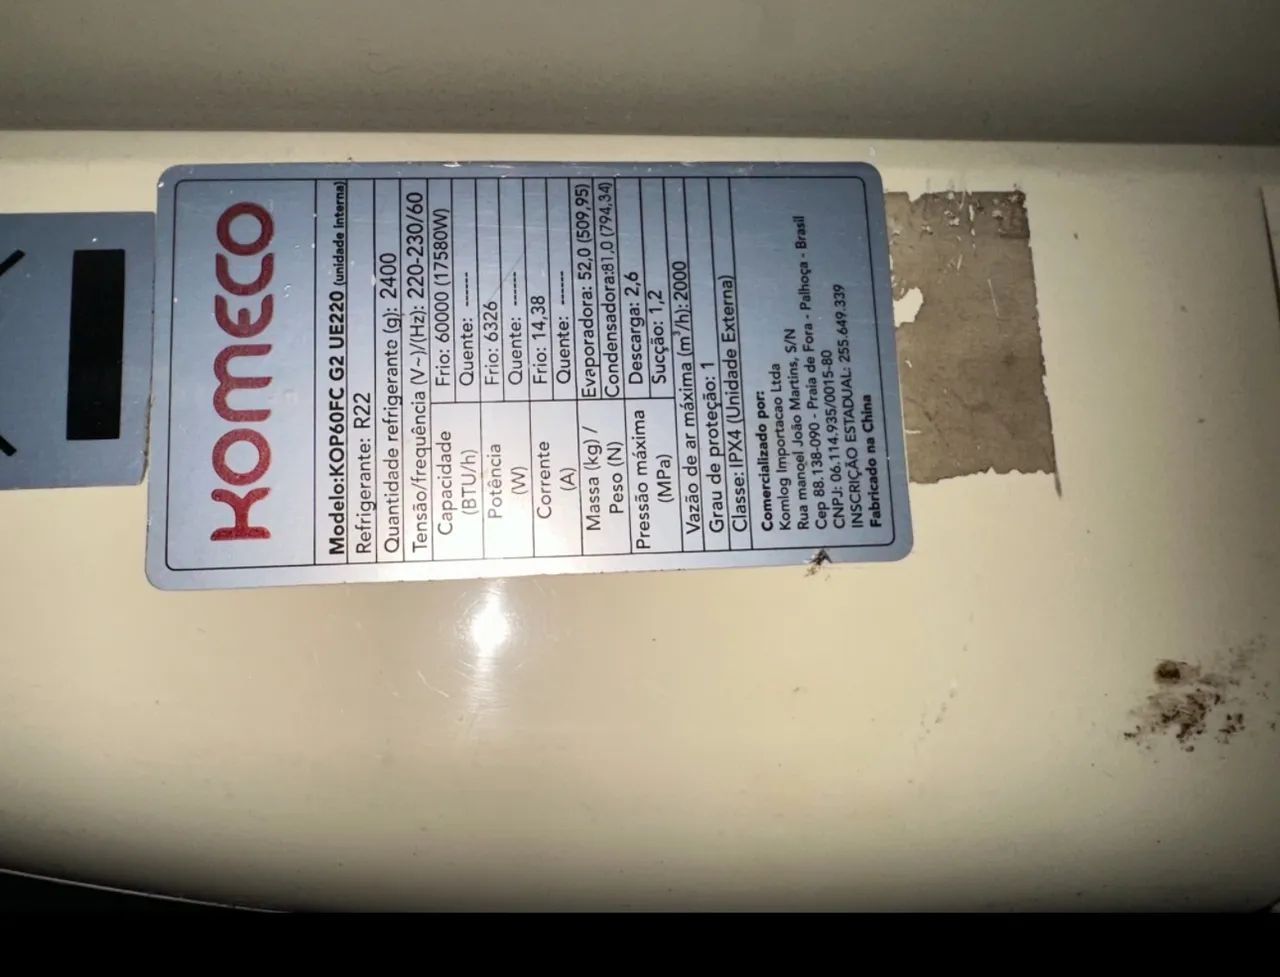 KOMECO
Modelo:KOP60FC G2 UE220 (unidade Interna)
Refrigerante: R22
Quantidade refrigerante (g): 2400
Tensão/frequência (V~)/(Hz): 220-230/60
Capacidade (BTU/h) Frio: 60000 (17580W)
Quente: ------
Potência (W) Frio: 6326
Quente: ------
Corrente (A) Frio: 14,38
Quente: ------
Massa (kg) / Peso (N) Evaporadora: 52,0 (509,95)
Condensadora:81,0 (794,34)
Pressão máxima (MPa) Descarga: 2,6
Sucção: 1,2
Vazão de ar máxima (m³/h): 2000
Grau de proteção: 1
Classe: IPX4 (Unidade Externa)
Comercializado por:
Komlog Importacao Ltda
Rua manoel João Martins, S/N
Cep 88.138-090 - Praia de Fora - Palhoça - Brasil
CNPJ: 06.114.935/0015-80
INSCRIÇÃO ESTADUAL: 255.649.339
Fabricado na China